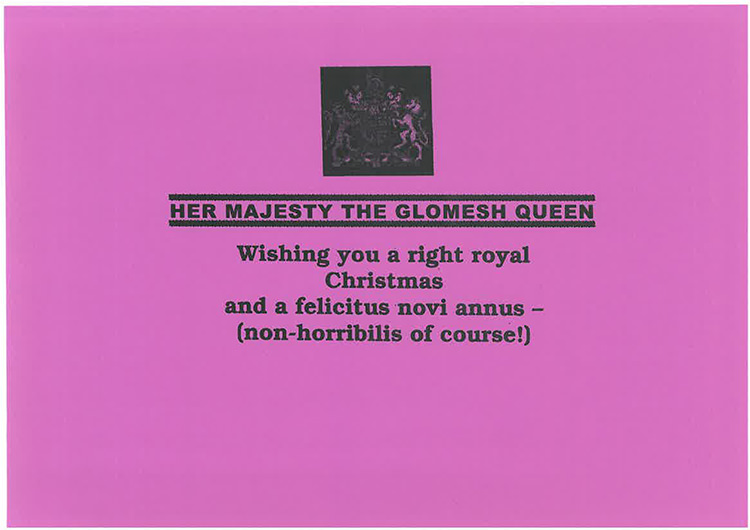 HER MAJESTY THE GLOMESH QUEEN
Wishing you a right royal
Christmas
and a felicitus novi annus –
(non-horribilis of course!)